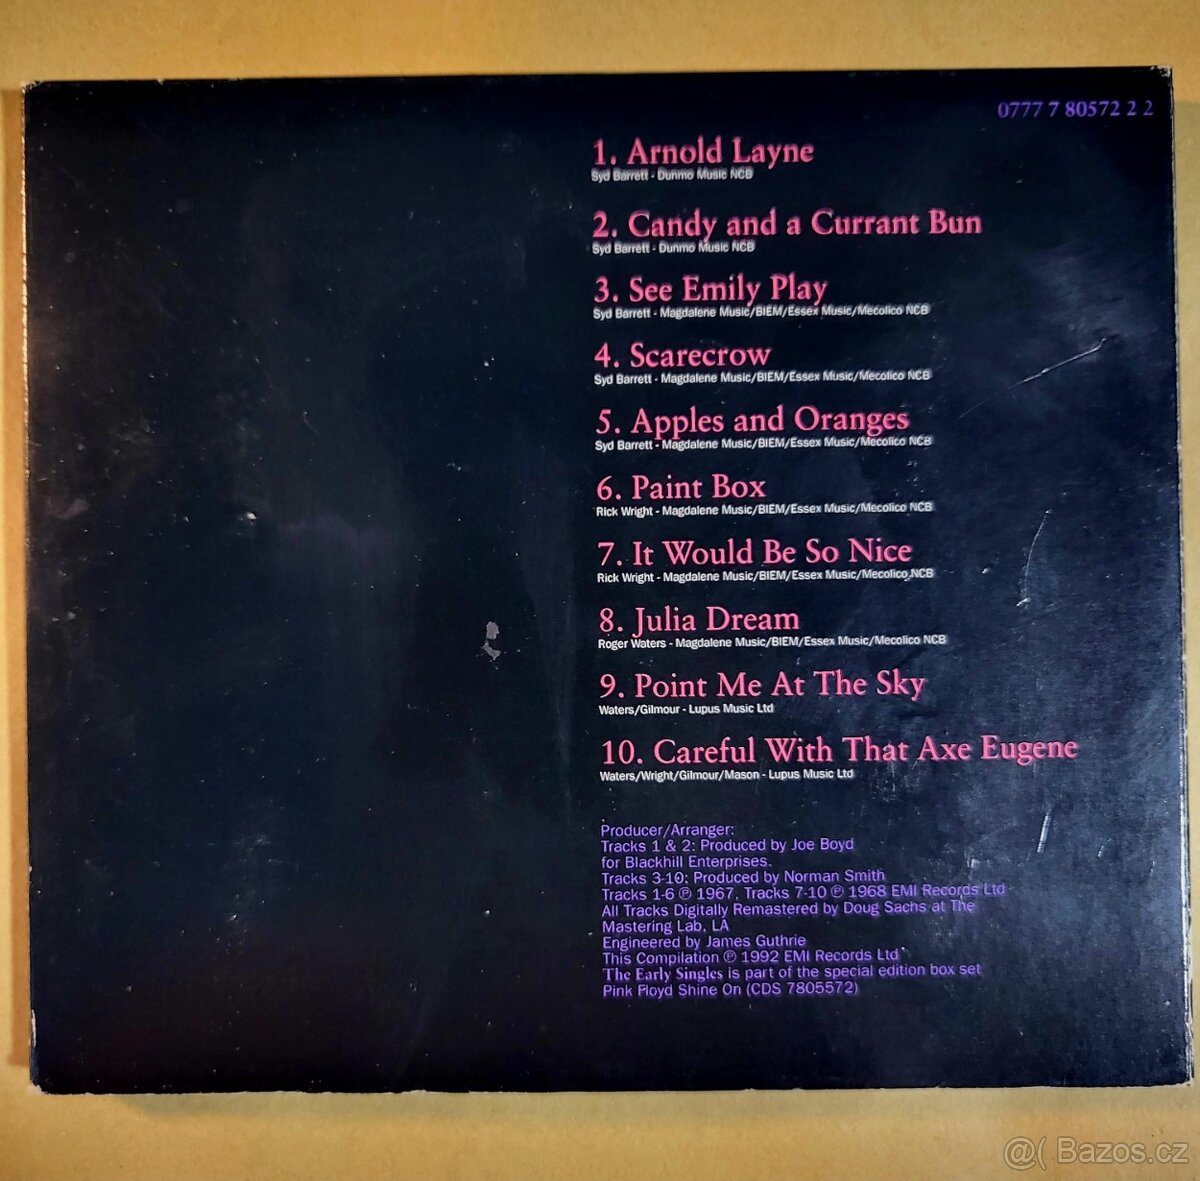 0777 7 80572 2 2
1. Arnold Layne
Syd Barrett - Dunmo Music NCB
2. Candy and a Currant Bun
Syd Barrett - Dunmo Music NCB
3. See Emily Play
Syd Barrett - Magdalene Music/BIEM/Essex Music/Mecolico NCB
4. Scarecrow
Syd Barrett - Magdalene Music/BIEM/Essex Music/Mecolico NCB
5. Apples and Oranges
Syd Barrett - Magdalene Music/BIEM/Essex Music/Mecolico NCB
6. Paint Box
Rick Wright - Magdalene Music/BIEM/Essex Music/Mecolico NCB
7. It Would Be So Nice
Rick Wright - Magdalene Music/BIEM/Essex Music/Mecolico NCB
8. Julia Dream
Roger Waters - Magdalene Music/BIEM/Essex Music/Mecolico NCB
9. Point Me At The Sky
Waters/Gilmour - Lupus Music Ltd
10. Careful With That Axe Eugene
Waters/Wright/Gilmour/Mason - Lupus Music Ltd
Producer/Arranger:
Tracks 1 & 2: Produced by Joe Boyd
for Blackhill Enterprises.
Tracks 3-10: Produced by Norman Smith
Tracks 1-6 ℗ 1967, Tracks 7-10 ℗ 1968 EMI Records Ltd
All Tracks Digitally Remastered by Doug Sachs at The
Mastering Lab, LA
Engineered by James Guthrie
This Compilation ℗ 1992 EMI Records Ltd
The Early Singles is part of the special edition box set
Pink Floyd Shine On (CDS 7805572)
@( Bazos.cz